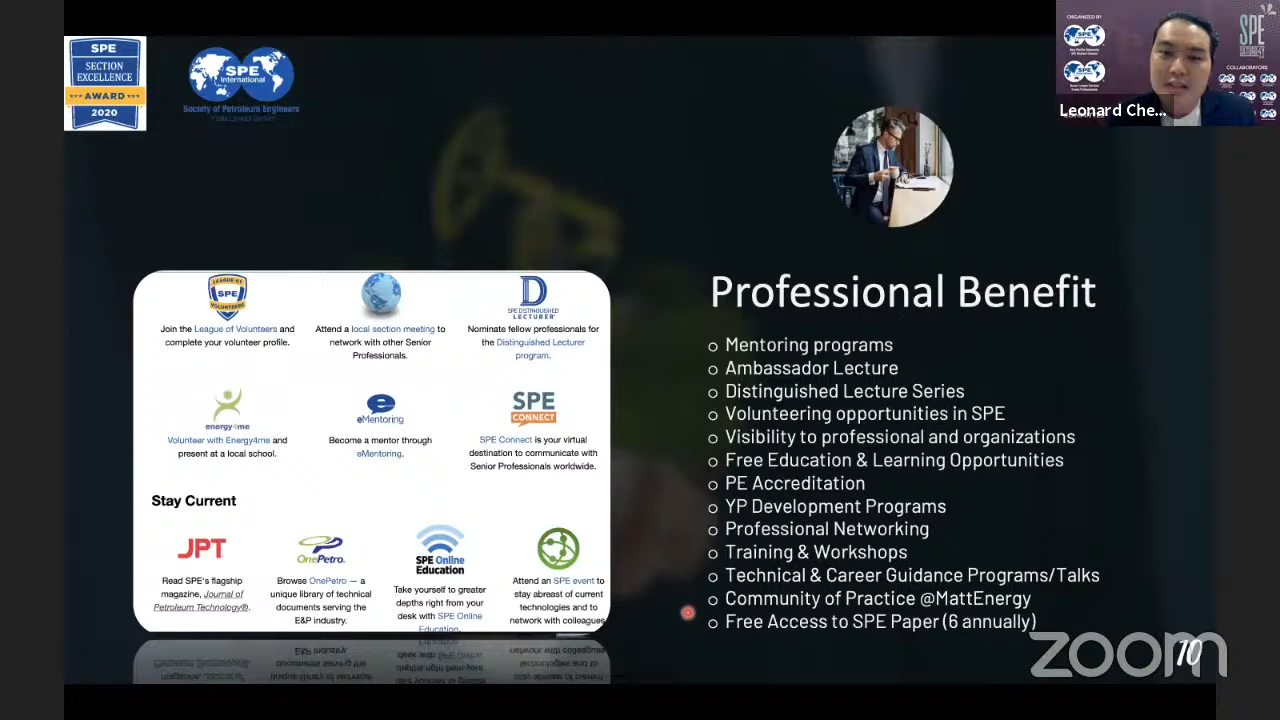 SPE
SECTION
EXCELLENCE
AWARD
2020
SPE
International
Society of Petroleum Engineers
Kuala Lumpur Section
ORGANIZED BY
SPE
COLLABORATORS
Leonard Che...
LEAGUE OF
SPE
VOLUNTEERS
Join the League of Volunteers and
complete your volunteer profile.
Attend a local section meeting to
network with other Senior
Professionals.
D
SPE DISTINGUISHED
LECTURER
Nominate fellow professionals for
the Distinguished Lecturer
program.
energy4me
Volunteer with Energy4me and
present at a local school.
e
eMentoring
Become a mentor through
eMentoring.
SPE
CONNECT
SPE Connect is your virtual
destination to communicate with
Senior Professionals worldwide.
Stay Current
JPT
Read SPE's flagship
magazine, Journal of
Petroleum Technology®.
OnePetro
Browse OnePetro — a
unique library of technical
documents serving the
E&P industry.
SPE Online
Education
Take yourself to greater
depths right from your
desk with SPE Online
Education.
Attend an SPE event to
stay abreast of current
technologies and to
network with colleagues
Professional Benefit
o Mentoring programs
o Ambassador Lecture
o Distinguished Lecture Series
o Volunteering opportunities in SPE
o Visibility to professional and organizations
o Free Education & Learning Opportunities
o PE Accreditation
o YP Development Programs
o Professional Networking
o Training & Workshops
o Technical & Career Guidance Programs/Talks
o Community of Practice @MattEnergy
o Free Access to SPE Paper (6 annually)
10
zoom